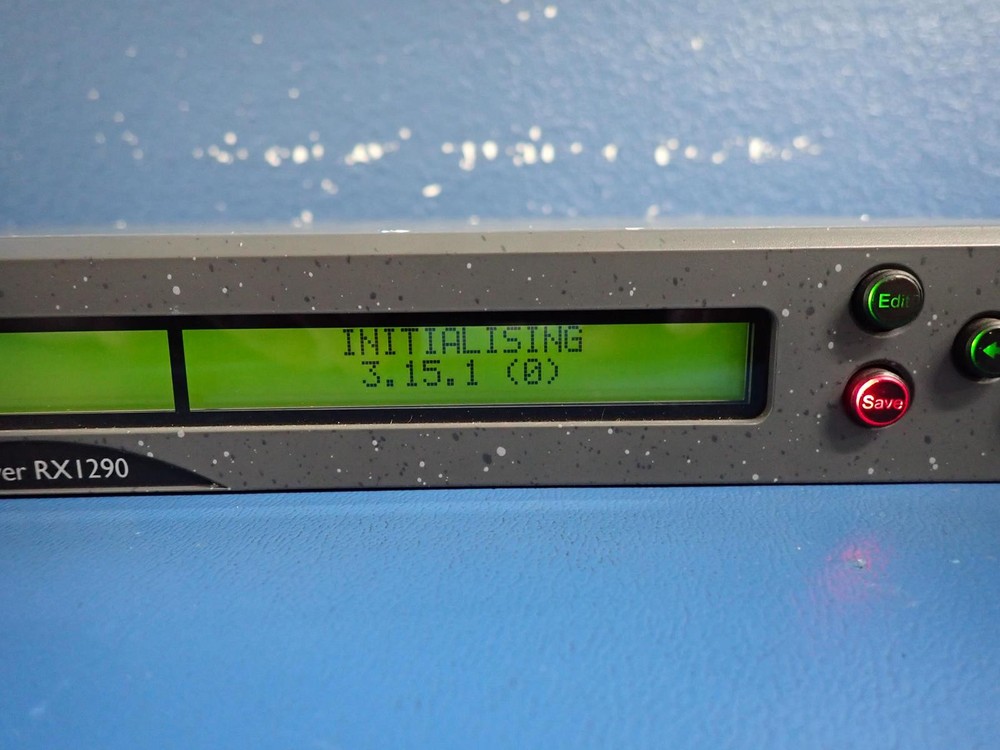 INITIALISING
3.15.1 (0)
Edit
Save
RX1290